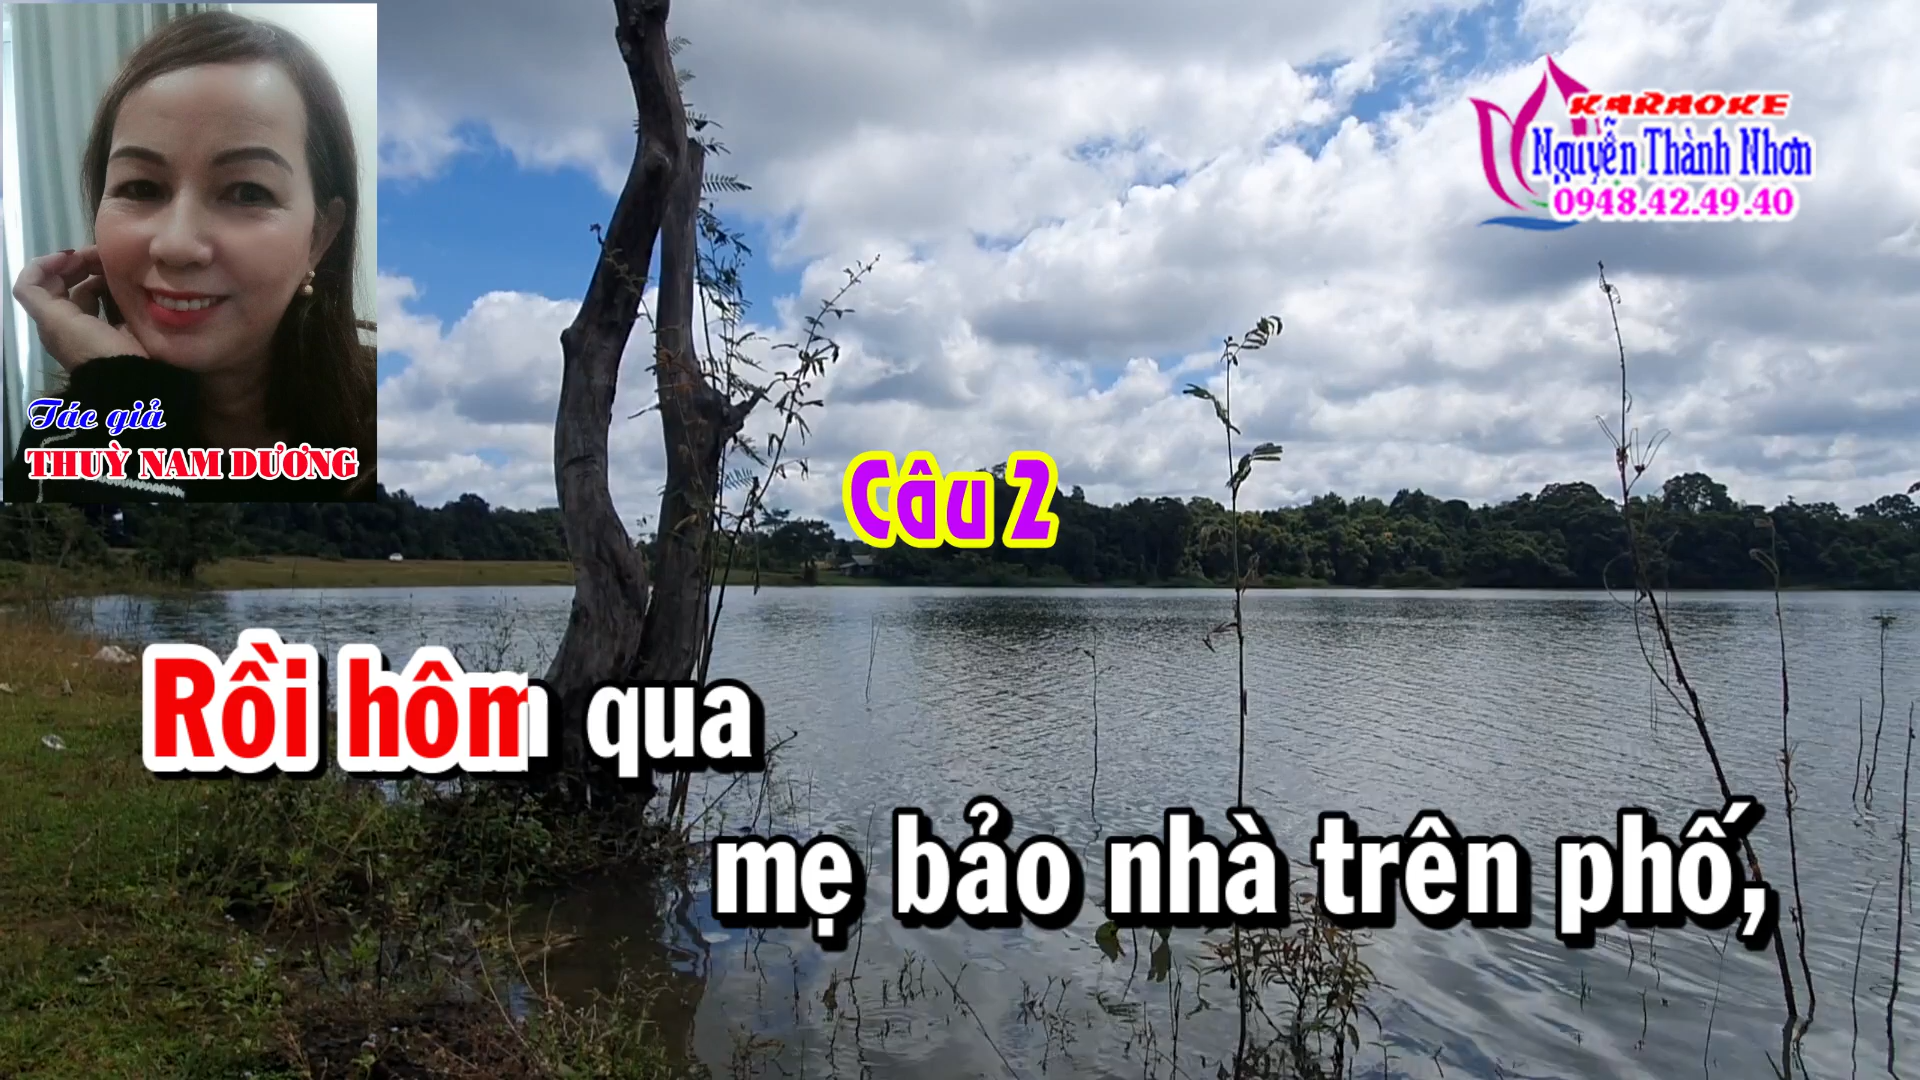 KARAOKE
Nguyễn Thành Nhơn
0948.42.49.40
Tác giả
THUỲ NAM DƯƠNG
Câu 2
Rồi hôm qua
mẹ bảo nhà trên phố,